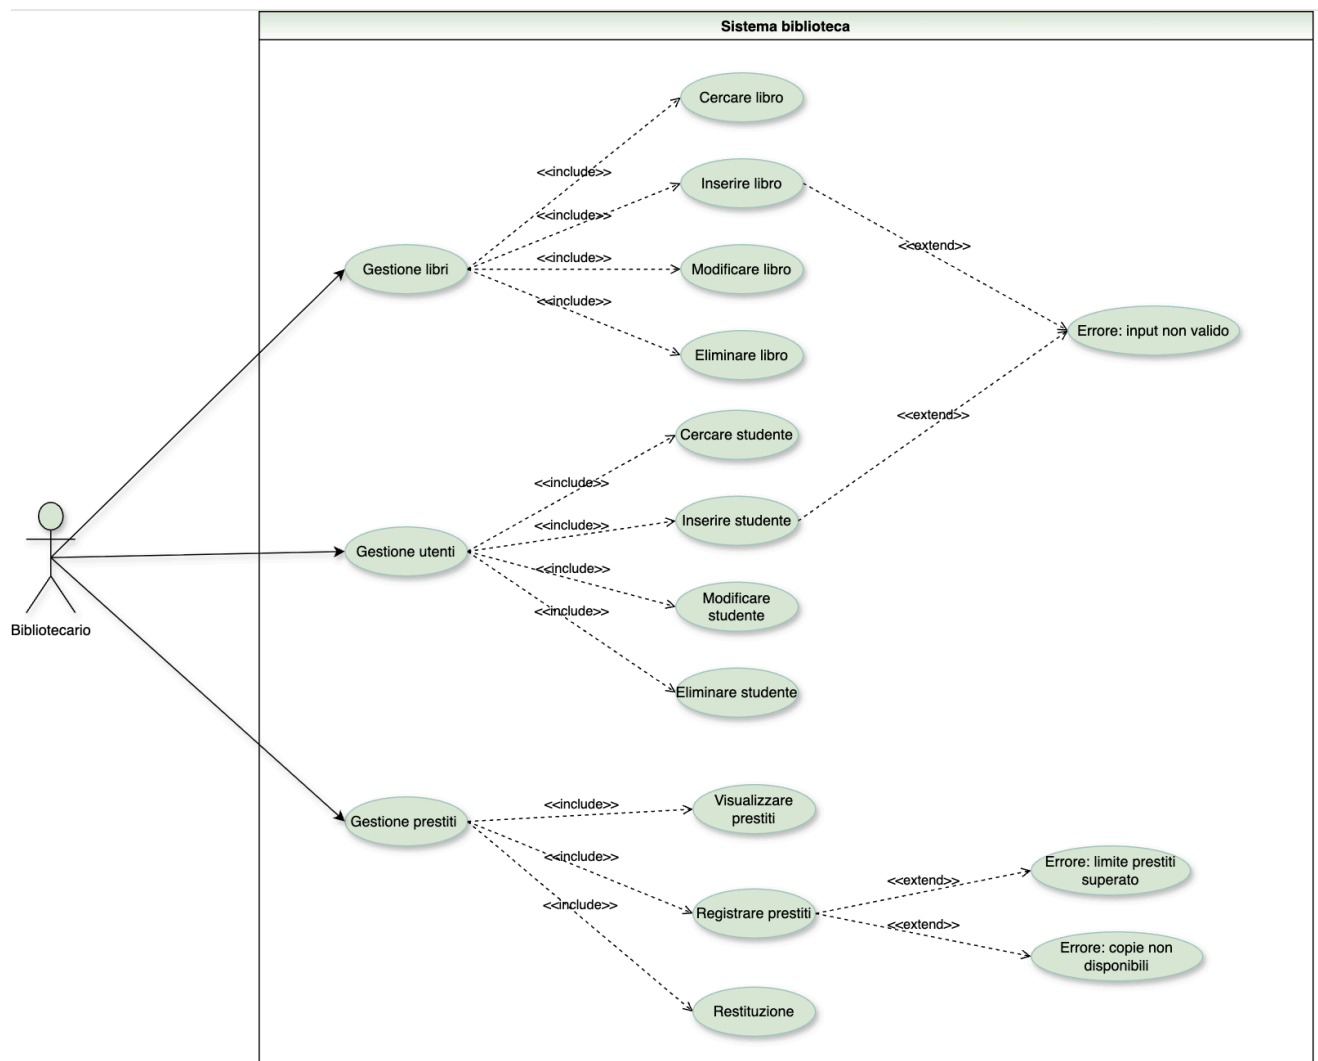 Sistema biblioteca
Cercare libro
<<include>>
Inserire libro
<<include>>
<<extend>>
Gestione libri
<<include>>
Modificare libro
<<include>>
Errore: input non valido
Eliminare libro
<<extend>>
Cercare studente
<<include>>
Inserire studente
<<include>>
Gestione utenti
<<include>>
Modificare
studente
<<include>>
Bibliotecario
Eliminare studente
Visualizzare
prestiti
<<include>>
Gestione prestiti
<<include>>
Errore: limite prestiti
superato
<<extend>>
<<include>>
Registrare prestiti
<<extend>>
Errore: copie non
disponibili
Restituzione